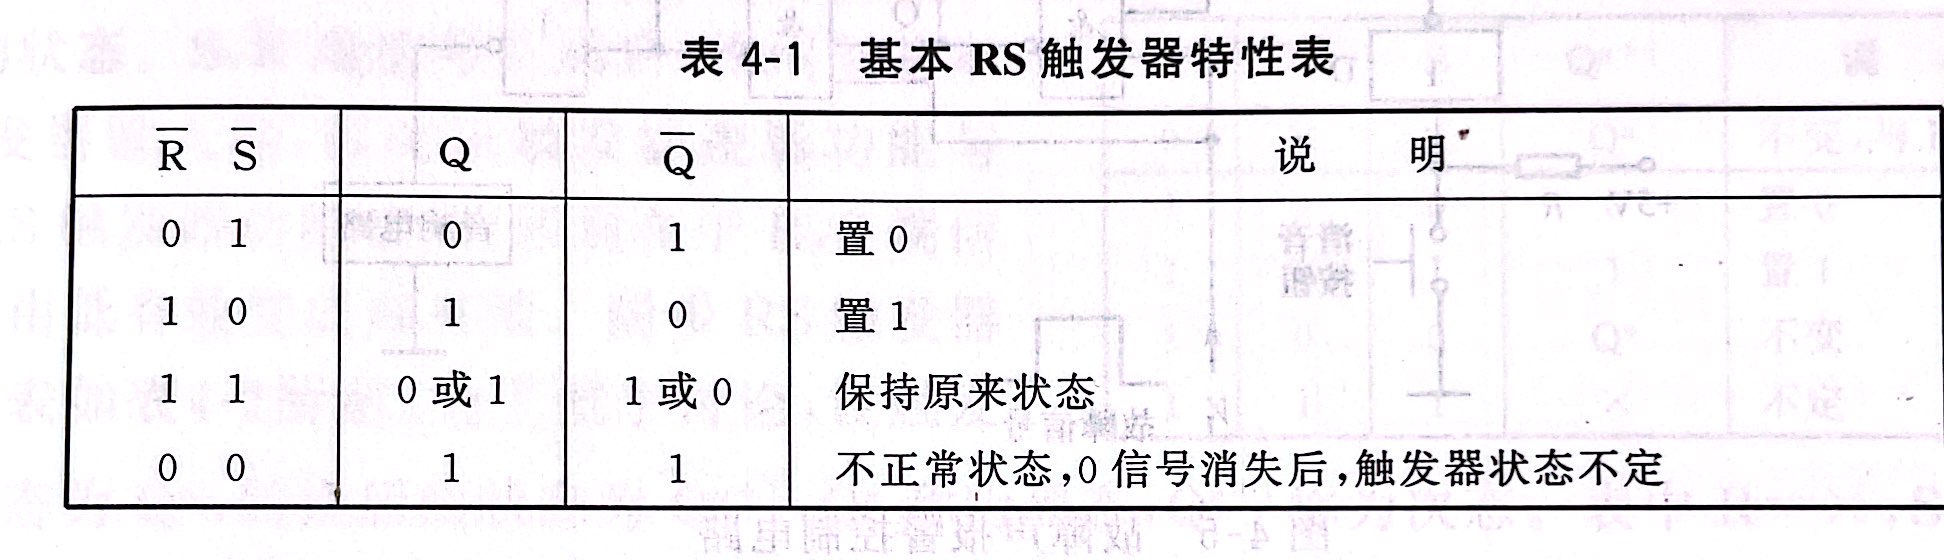 表 4-1 基本 RS 触发器特性表
R̅ S̅ Q Q̅ 说 明
0 1 0 1 置 0
1 0 1 0 置 1
1 1 0 或 1 1 或 0 保持原来状态
0 0 1 1 不正常状态,0 信号消失后,触发器状态不定